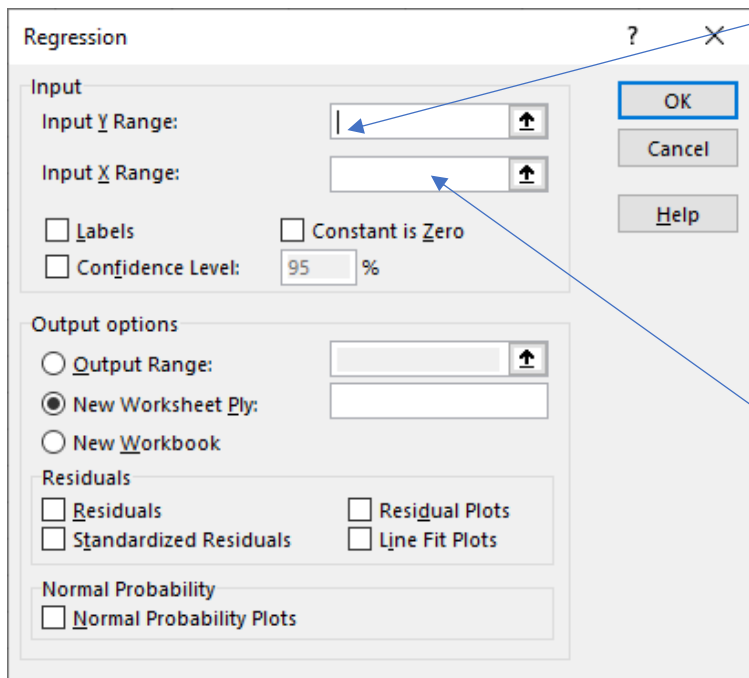 Regression
?
Input
Input Y Range:
OK
Cancel
Input X Range:
Help
Labels
Constant is Zero
Confidence Level:
95
%
Output options
Output Range:
New Worksheet Ply:
New Workbook
Residuals
Residuals
Residual Plots
Standardized Residuals
Line Fit Plots
Normal Probability
Normal Probability Plots